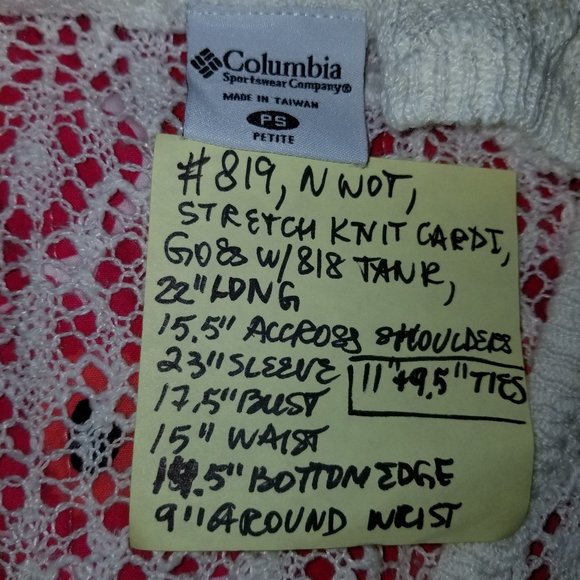 Columbia
Sportswear Company®
MADE IN TAIWAN
PS
PETITE
#819, NWOT,
STRETCH KNIT CARDI,
GOES W/818 TANK,
22" LONG
15.5" ACCROSS SHOULDERS
23" SLEEVE
11"+9.5" TIES
17.5" BUST
15" WAIST
BOTTOM EDGE
9" AROUND WRIST